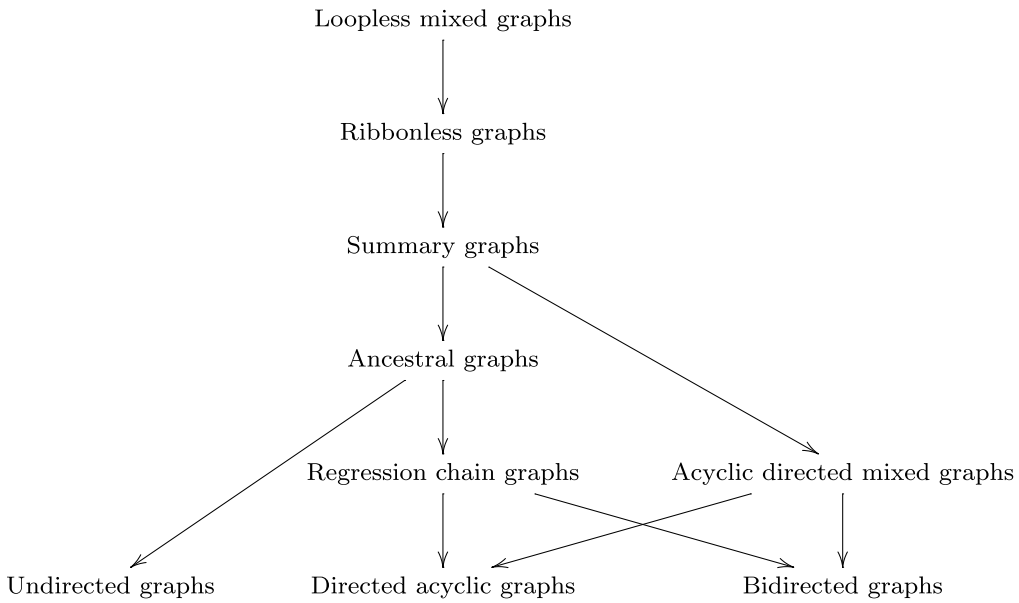 Loopless mixed graphs
Ribbonless graphs
Summary graphs
Ancestral graphs
Regression chain graphs
Acyclic directed mixed graphs
Undirected graphs
Directed acyclic graphs
Bidirected graphs